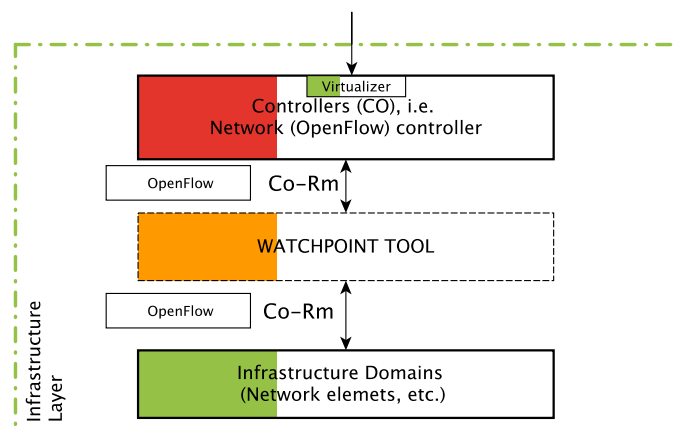 Virtualizer
Controllers (CO), i.e.
Network (OpenFlow) controller
OpenFlow
Co-Rm
WATCHPOINT TOOL
OpenFlow
Co-Rm
Infrastructure Domains
(Network elemets, etc.)
Infrastructure
Layer